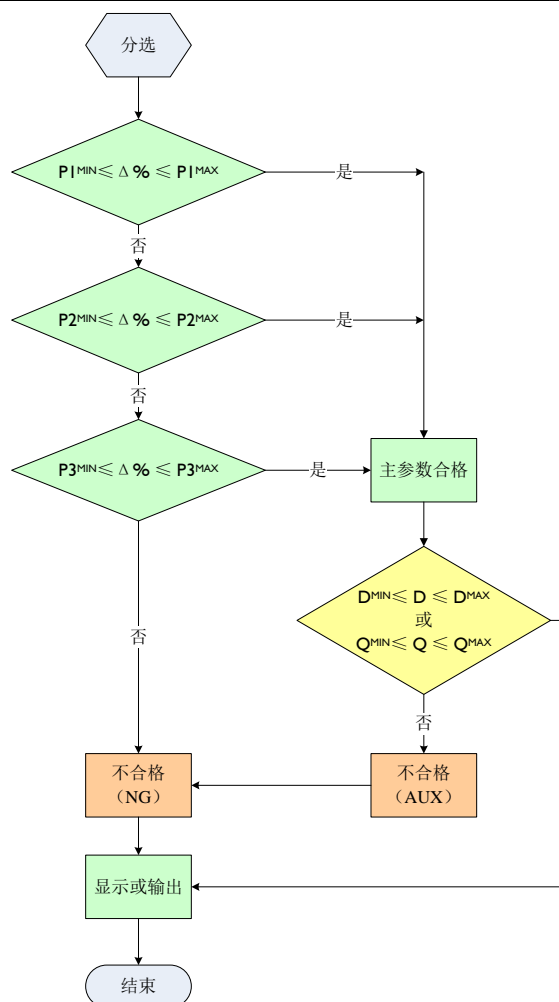 分选
P1MIN≤ Δ % ≤ P1MAX
是
否
P2MIN≤ Δ % ≤ P2MAX
是
否
P3MIN≤ Δ % ≤ P3MAX
是
主参数合格
DMIN≤ D ≤ DMAX
或
QMIN≤ Q ≤ QMAX
否
否
不合格
（NG）
不合格
（AUX）
显示或输出
结束